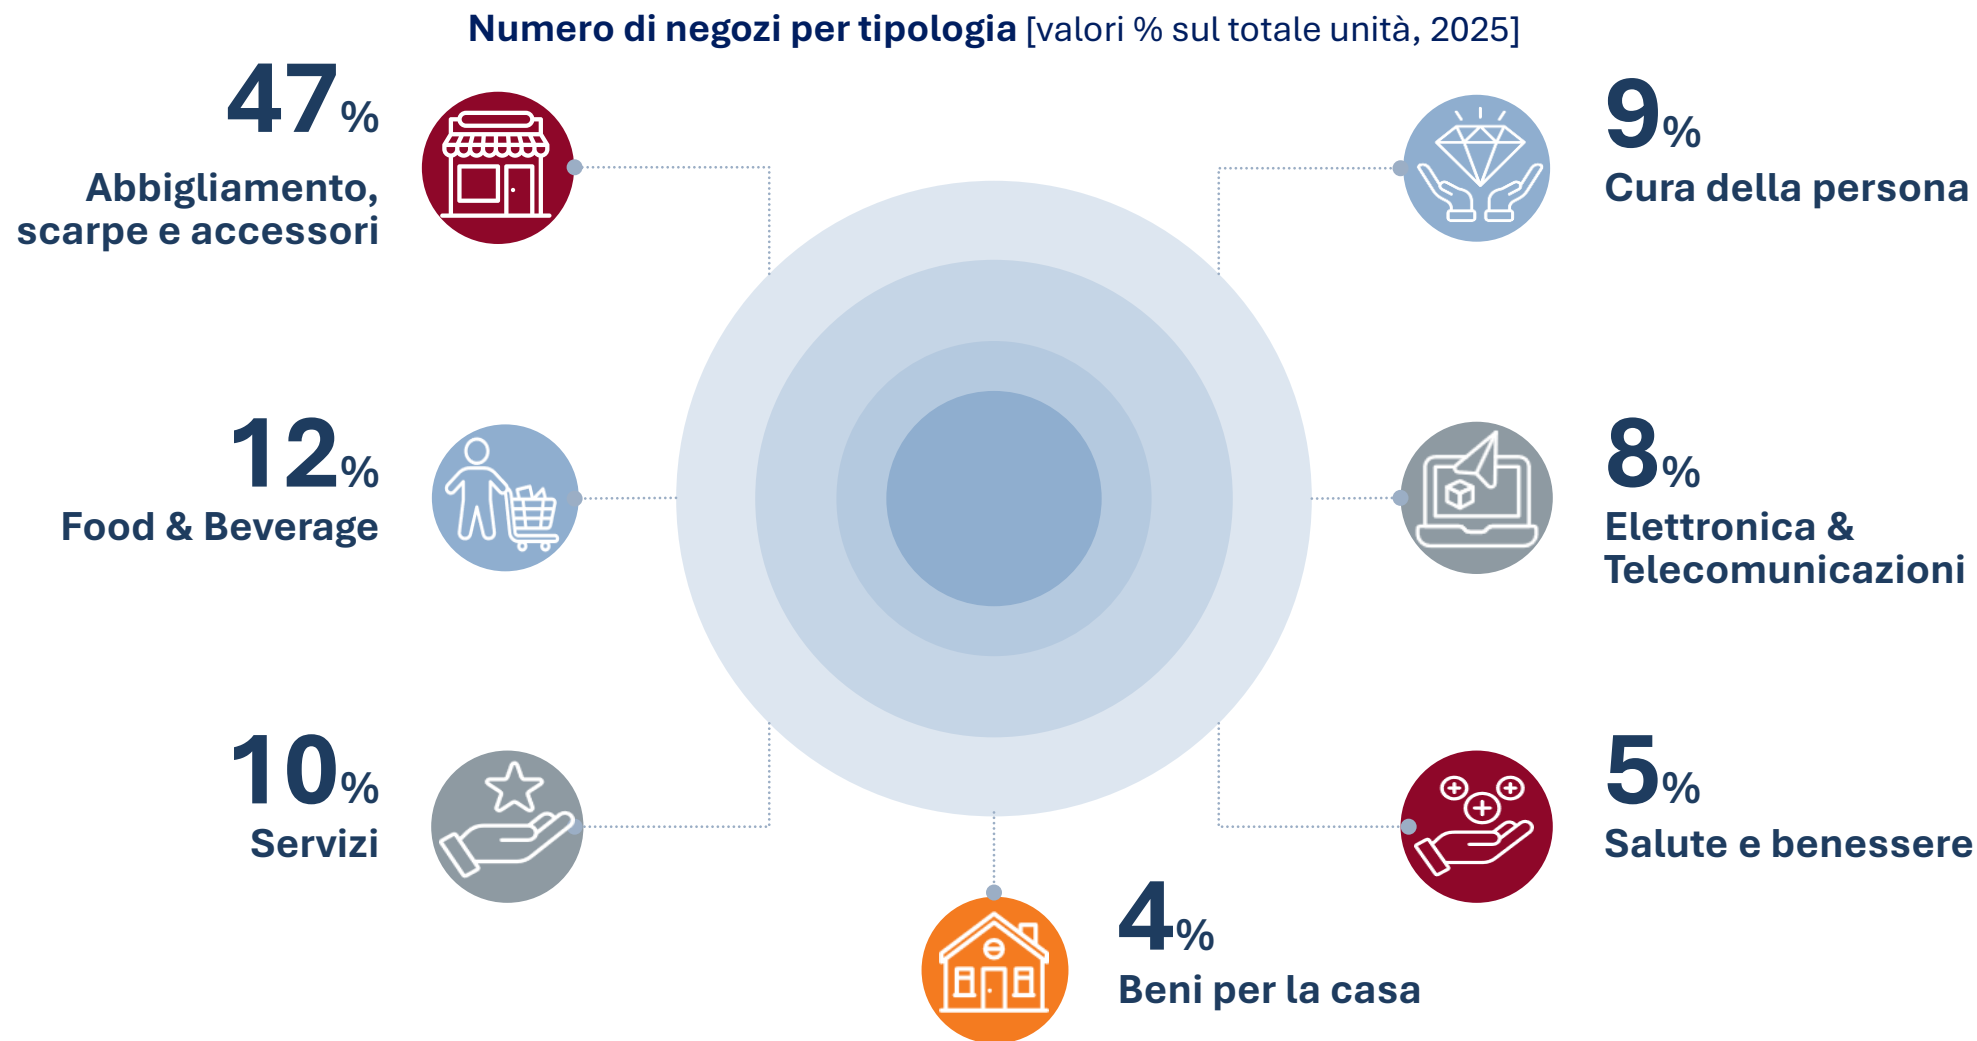 Numero di negozi per tipologia [valori % sul totale unità, 2025]
47%
Abbigliamento,
scarpe e accessori
12%
Food & Beverage
10%
Servizi
9%
Cura della persona
8%
Elettronica &
Telecomunicazioni
5%
Salute e benessere
4%
Beni per la casa